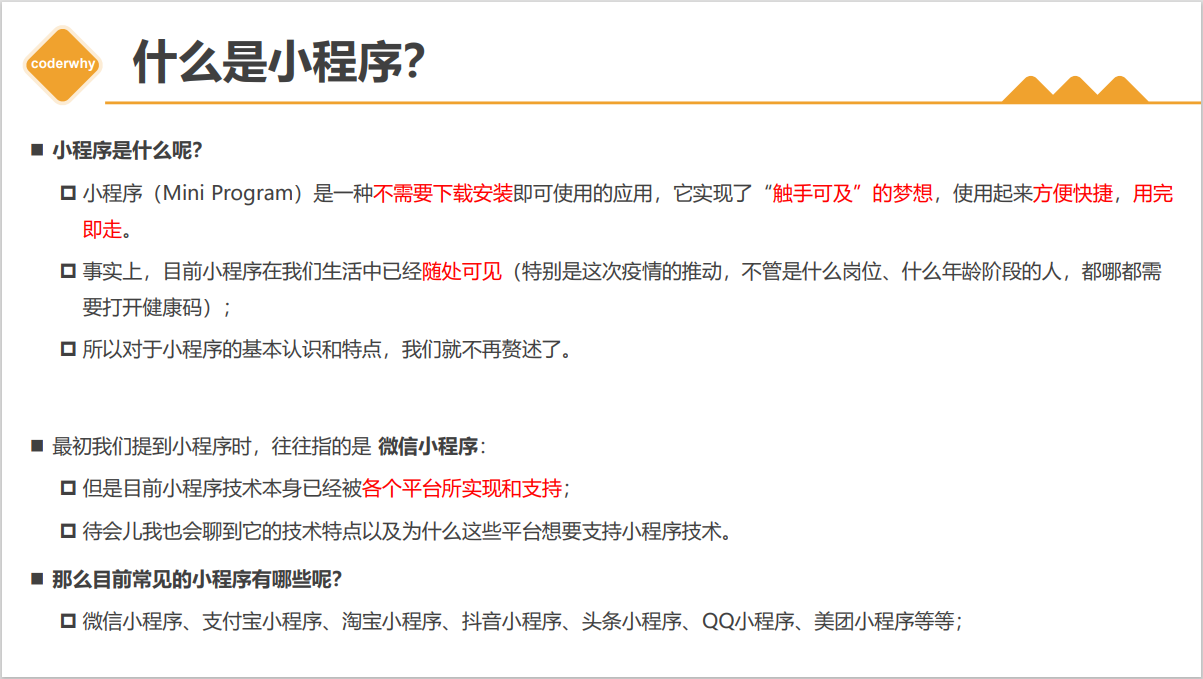 coderwhy
什么是小程序？
小程序是什么呢？
小程序（Mini Program）是一种不需要下载安装即可使用的应用，它实现了“触手可及”的梦想，使用起来方便快捷，用完
即走。
事实上，目前小程序在我们生活中已经随处可见（特别是这次疫情的推动，不管是什么岗位、什么年龄阶段的人，都哪都需
要打开健康码）；
所以对于小程序的基本认识和特点，我们就不再赘述了。
最初我们提到小程序时，往往指的是 微信小程序：
但是目前小程序技术本身已经被各个平台所实现和支持；
待会儿我也会聊到它的技术特点以及为什么这些平台想要支持小程序技术。
那么目前常见的小程序有哪些呢？
微信小程序、支付宝小程序、淘宝小程序、抖音小程序、头条小程序、QQ小程序、美团小程序等等；